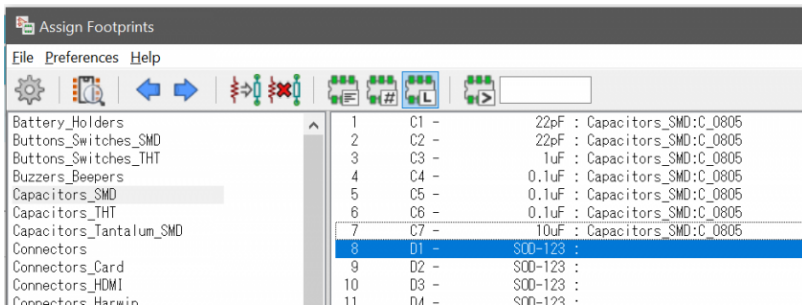 Assign Footprints
File Preferences Help
# L >
Battery_Holders
Buttons_Switches_SMD
Buttons_Switches_THT
Buzzers_Beepers
Capacitors_SMD
Capacitors_THT
Capacitors_Tantalum_SMD
Connectors
Connectors_Card
Connectors_HDMI
Connectors_Harwin
1 C1 - 22pF : Capacitors_SMD:C_0805
2 C2 - 22pF : Capacitors_SMD:C_0805
3 C3 - 1uF : Capacitors_SMD:C_0805
4 C4 - 0.1uF : Capacitors_SMD:C_0805
5 C5 - 0.1uF : Capacitors_SMD:C_0805
6 C6 - 0.1uF : Capacitors_SMD:C_0805
7 C7 - 10uF : Capacitors_SMD:C_0805
8 D1 - SOD-123 :
9 D2 - SOD-123 :
10 D3 - SOD-123 :
11 D4 - SOD-123 :